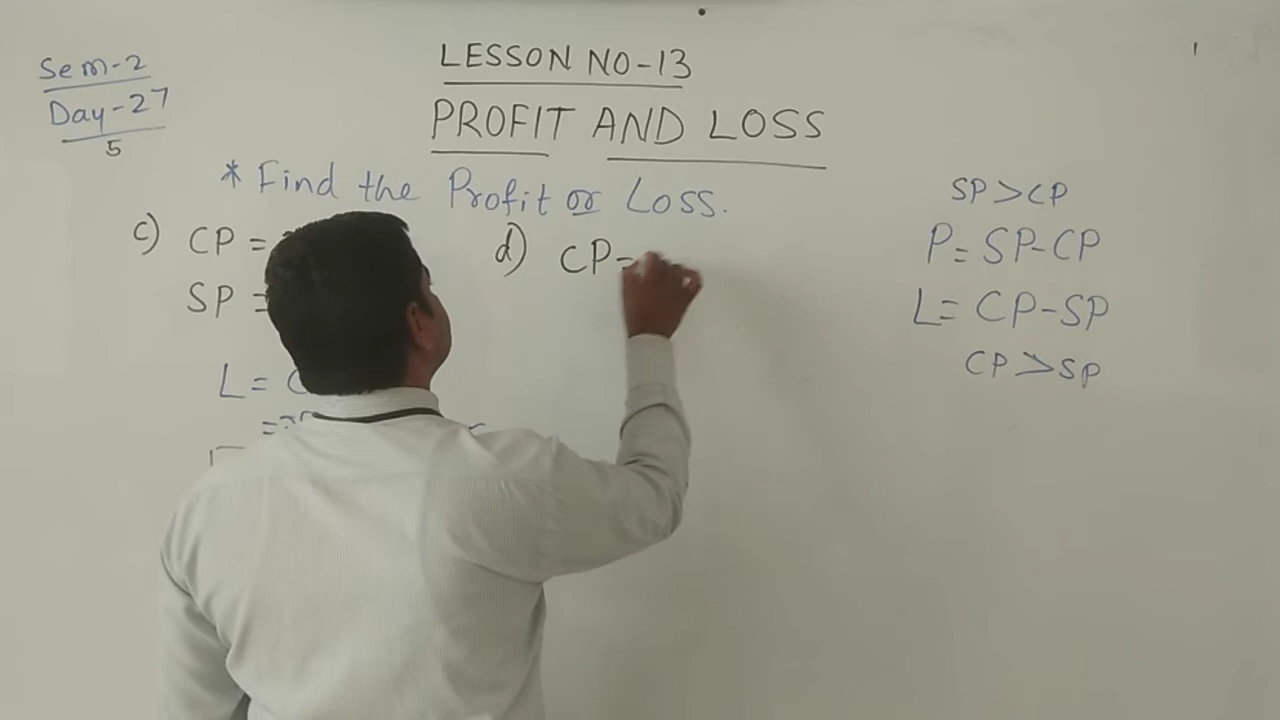 Sem-2
Day-27
5
LESSON NO-13
PROFIT AND LOSS
* Find the Profit or Loss.
c) CP =
SP =
L =
=
d) CP=
SP>CP
P= SP-CP
L= CP-SP
CP>SP